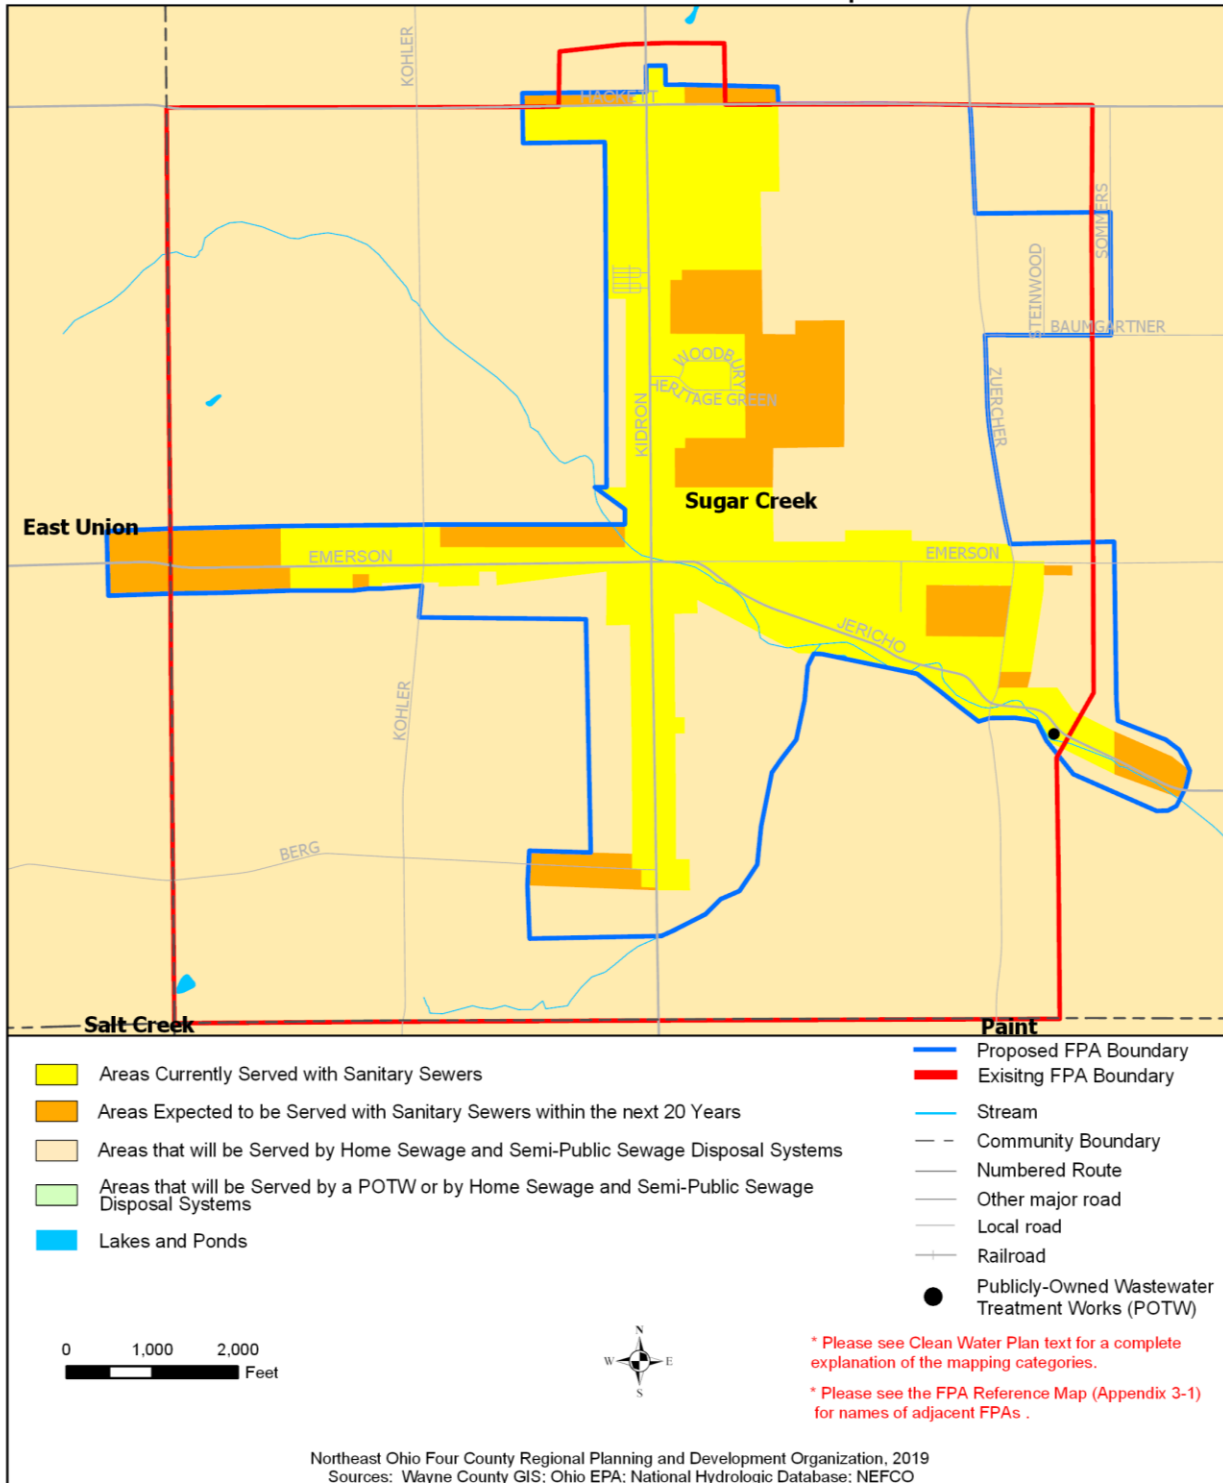 KOHLER
HACKETT
SOMMERS
STEINWOOD
BAUMGARTNER
WOODBURY
HERITAGE GREEN
KIDRON
ZUERCHER
Sugar Creek
East Union
EMERSON
EMERSON
JERICHO
KOHLER
BERG
Salt Creek
Paint
Areas Currently Served with Sanitary Sewers
Areas Expected to be Served with Sanitary Sewers within the next 20 Years
Areas that will be Served by Home Sewage and Semi-Public Sewage Disposal Systems
Areas that will be Served by a POTW or by Home Sewage and Semi-Public Sewage
Disposal Systems
Lakes and Ponds
Proposed FPA Boundary
Exisitng FPA Boundary
Stream
Community Boundary
Numbered Route
Other major road
Local road
Railroad
Publicly-Owned Wastewater
Treatment Works (POTW)
0 1,000 2,000
Feet
N
W E
S
* Please see Clean Water Plan text for a complete
explanation of the mapping categories.
* Please see the FPA Reference Map (Appendix 3-1)
for names of adjacent FPAs .
Northeast Ohio Four County Regional Planning and Development Organization, 2019
Sources: Wayne County GIS; Ohio EPA; National Hydrologic Database; NEFCO